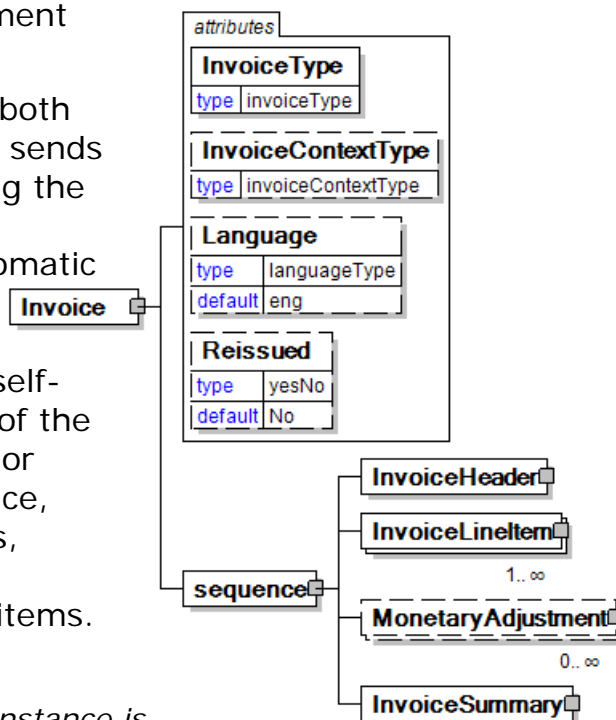 ment
both
sends
g the
omatic
self-
of the
or
ce,
s,
items.
nstance is
attributes
InvoiceType
type invoiceType
InvoiceContextType
type invoiceContextType
Language
type languageType
default eng
Reissued
type yesNo
default No
Invoice
sequence
InvoiceHeader
InvoiceLineItem
1.. ∞
MonetaryAdjustment
0.. ∞
InvoiceSummary